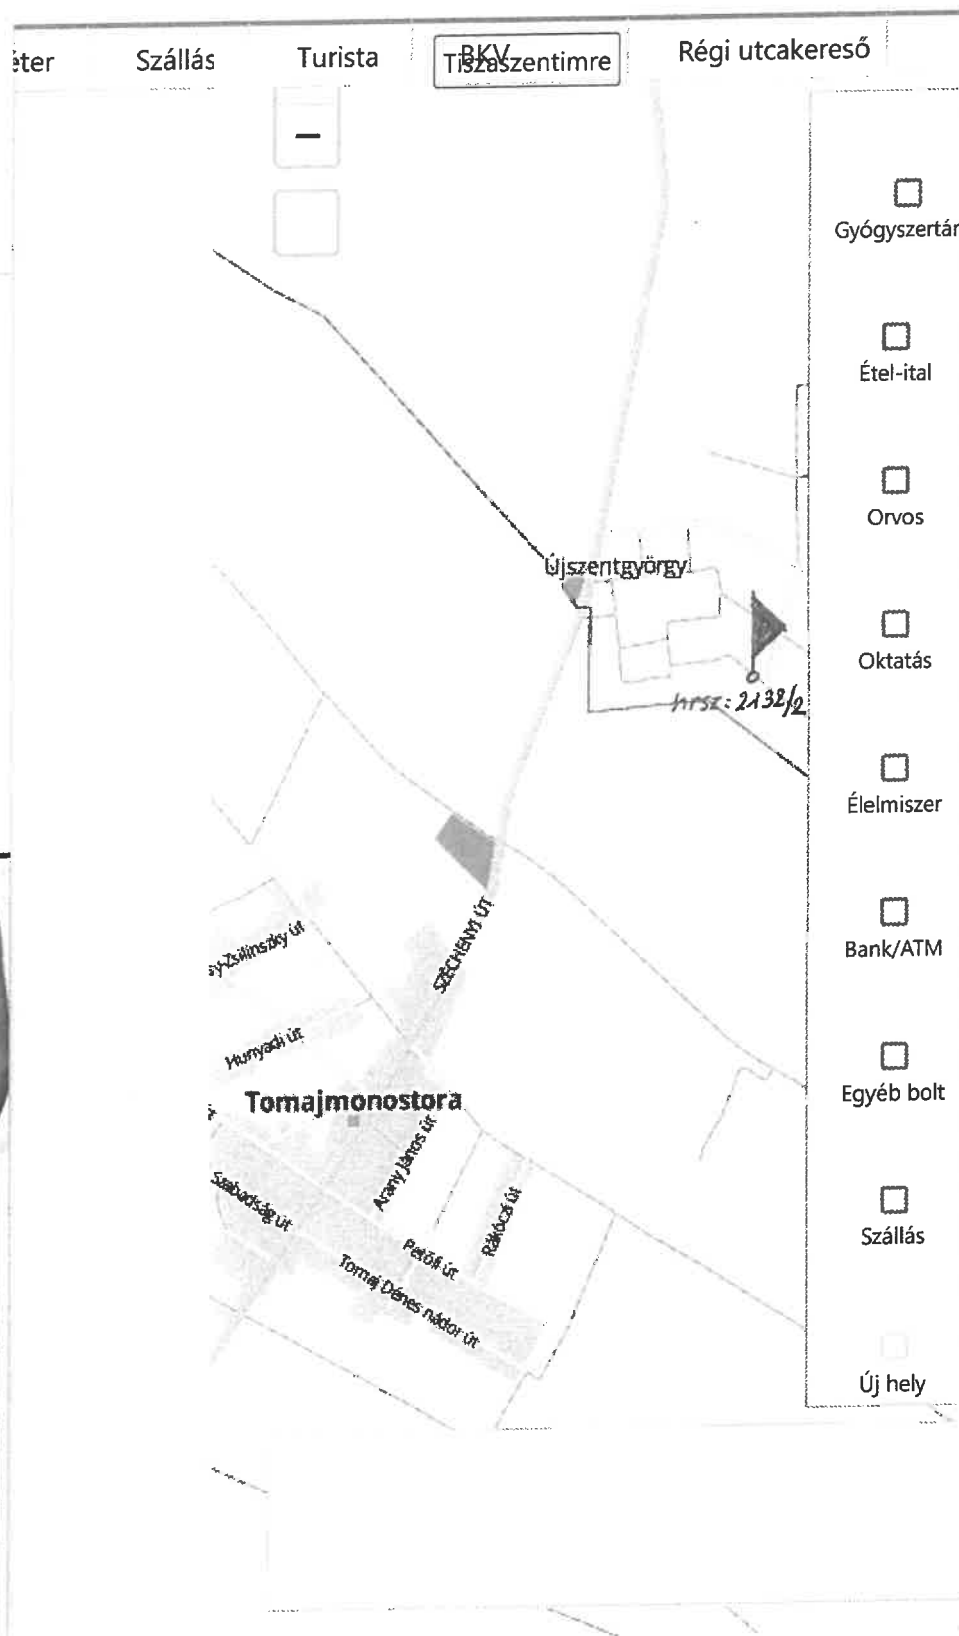 éter
Szállás
Turista
BKV
Tiszaszentimre
Régi utcakereső
Gyógyszertár
Étel-ital
Orvos
Újszentgyörgy
Oktatás
hrsz: 2132/2
Élelmiszer
SZÉCHENYI ÚT
y-Zsilinszky út
Bank/ATM
Hunyadi út
Tomajmonostora
Egyéb bolt
Arany János út
Szabadság út
Rákóczi út
Petőfi út
Szállás
Tomaj Dénes nádor út
Új hely